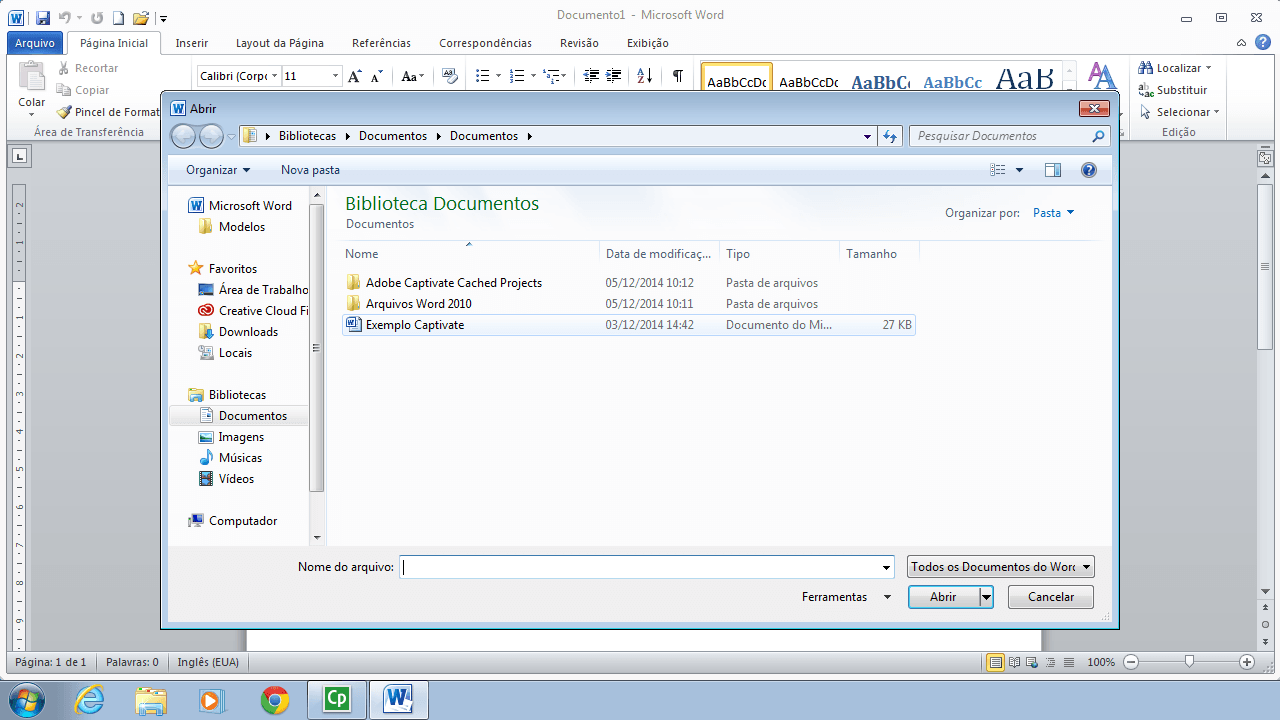 Documento1 - Microsoft Word
Arquivo Página Inicial Inserir Layout da Página Referências Correspondências Revisão Exibição
Colar
Recortar
Copiar
Pincel de Format
Área de Transferência
Calibri (Corpo 11
AaBbCcDc AaBbCcDc AaBbCc AaBbCc AaB
Localizar
Substituir
Selecionar
Edição
Abrir
Bibliotecas Documentos Documentos
Pesquisar Documentos
Organizar Nova pasta
Microsoft Word
Modelos
Favoritos
Área de Trabalho
Creative Cloud Fi
Downloads
Locais
Bibliotecas
Documentos
Imagens
Músicas
Vídeos
Computador
Biblioteca Documentos
Documentos
Organizar por: Pasta
Nome Data de modificaç... Tipo Tamanho
Adobe Captivate Cached Projects 05/12/2014 10:12 Pasta de arquivos
Arquivos Word 2010 05/12/2014 10:11 Pasta de arquivos
Exemplo Captivate 03/12/2014 14:42 Documento do Mi... 27 KB
Nome do arquivo:
Todos os Documentos do Word
Ferramentas Abrir Cancelar
Página: 1 de 1 Palavras: 0 Inglês (EUA) 100%
Cp